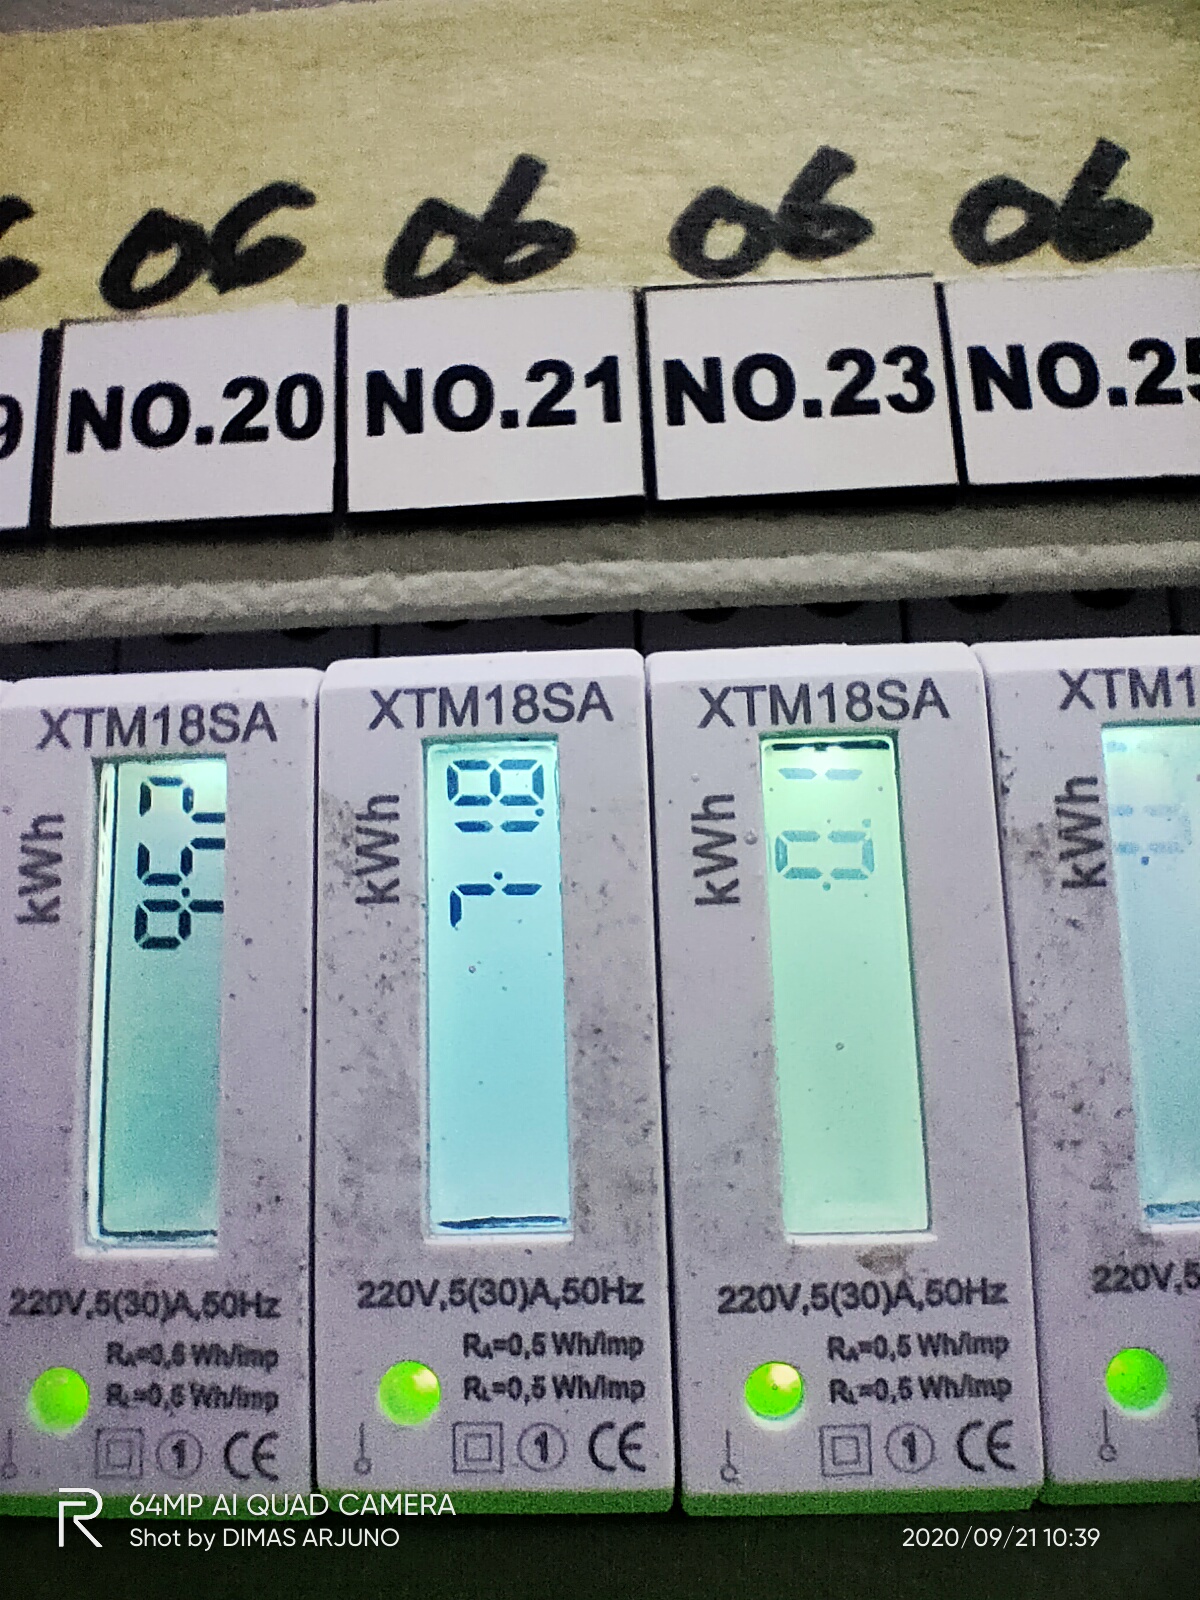 06 06 06 06
NO.20 NO.21 NO.23 NO.25
XTM18SA XTM18SA XTM18SA XTM1
kWh kWh kWh kWh
220V,5(30)A,50Hz 220V,5(30)A,50Hz 220V,5(30)A,50Hz 220V,5
RA=0,5 Wh/imp RA=0,5 Wh/imp RA=0,5 Wh/imp
RL=0,5 Wh/imp RL=0,5 Wh/imp RL=0,5 Wh/imp
1 CE 1 CE 1 CE
64MP AI QUAD CAMERA
Shot by DIMAS ARJUNO
2020/09/21 10:39